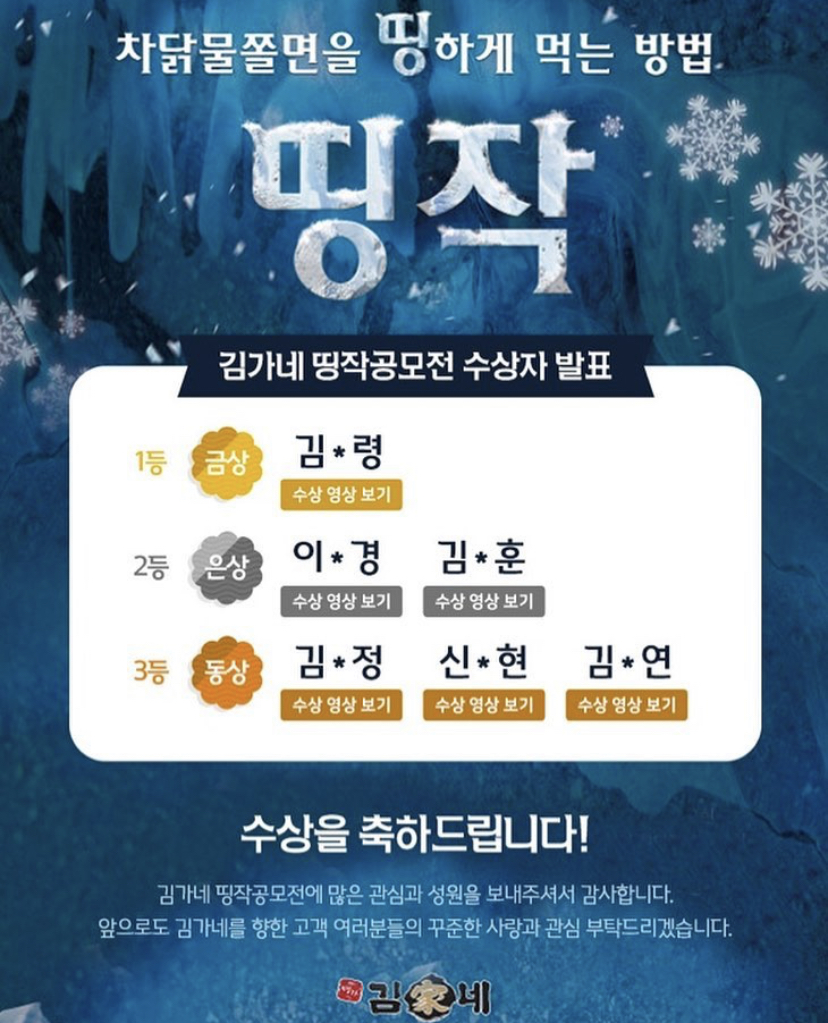 차닭물쫄면을 띵하게 먹는 방법
띵작
김가네 띵작공모전 수상자 발표
1등 금상 김*령
수상 영상 보기
2등 은상 이*경 김*훈
수상 영상 보기 수상 영상 보기
3등 동상 김*정 신*현 김*연
수상 영상 보기 수상 영상 보기 수상 영상 보기
수상을 축하드립니다!
김가네 띵작공모전에 많은 관심과 성원을 보내주셔서 감사합니다.
앞으로도 김가네를 향한 고객 여러분들의 꾸준한 사랑과 관심 부탁드리겠습니다.
김家네